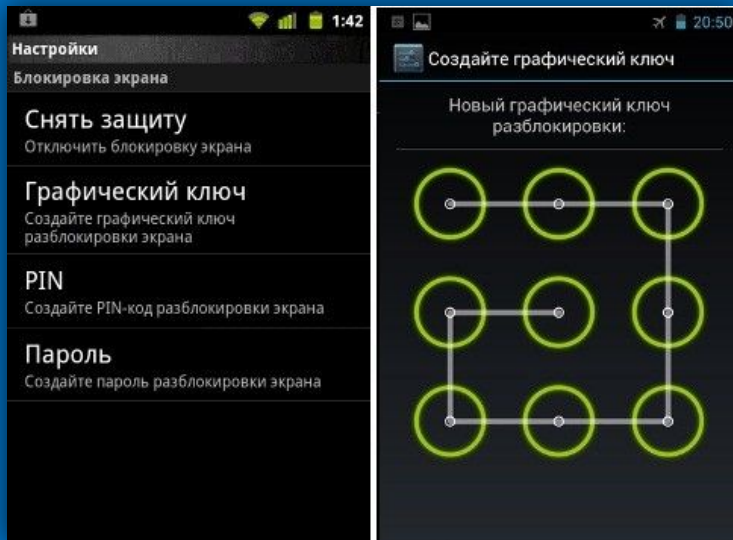 1:42
Настройки
Блокировка экрана
Снять защиту
Отключить блокировку экрана
Графический ключ
Создайте графический ключ
разблокировки экрана
PIN
Создайте PIN-код разблокировки экрана
Пароль
Создайте пароль разблокировки экрана
20:50
Создайте графический ключ
Новый графический ключ
разблокировки: